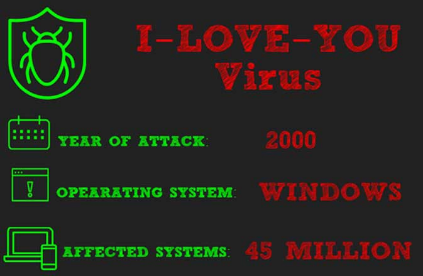 I-LOVE-YOU
Virus
YEAR OF ATTACK: 2000
OPEARATING SYSTEM: WINDOWS
AFFECTED SYSTEMS: 45 MILLION